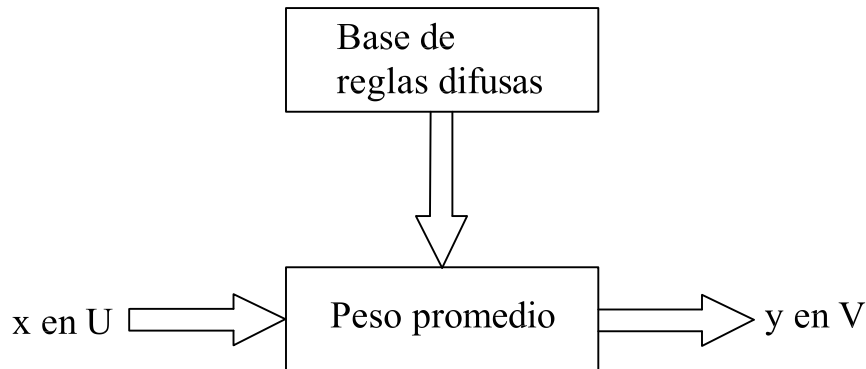 Base de
reglas difusas
x en U
Peso promedio
y en V